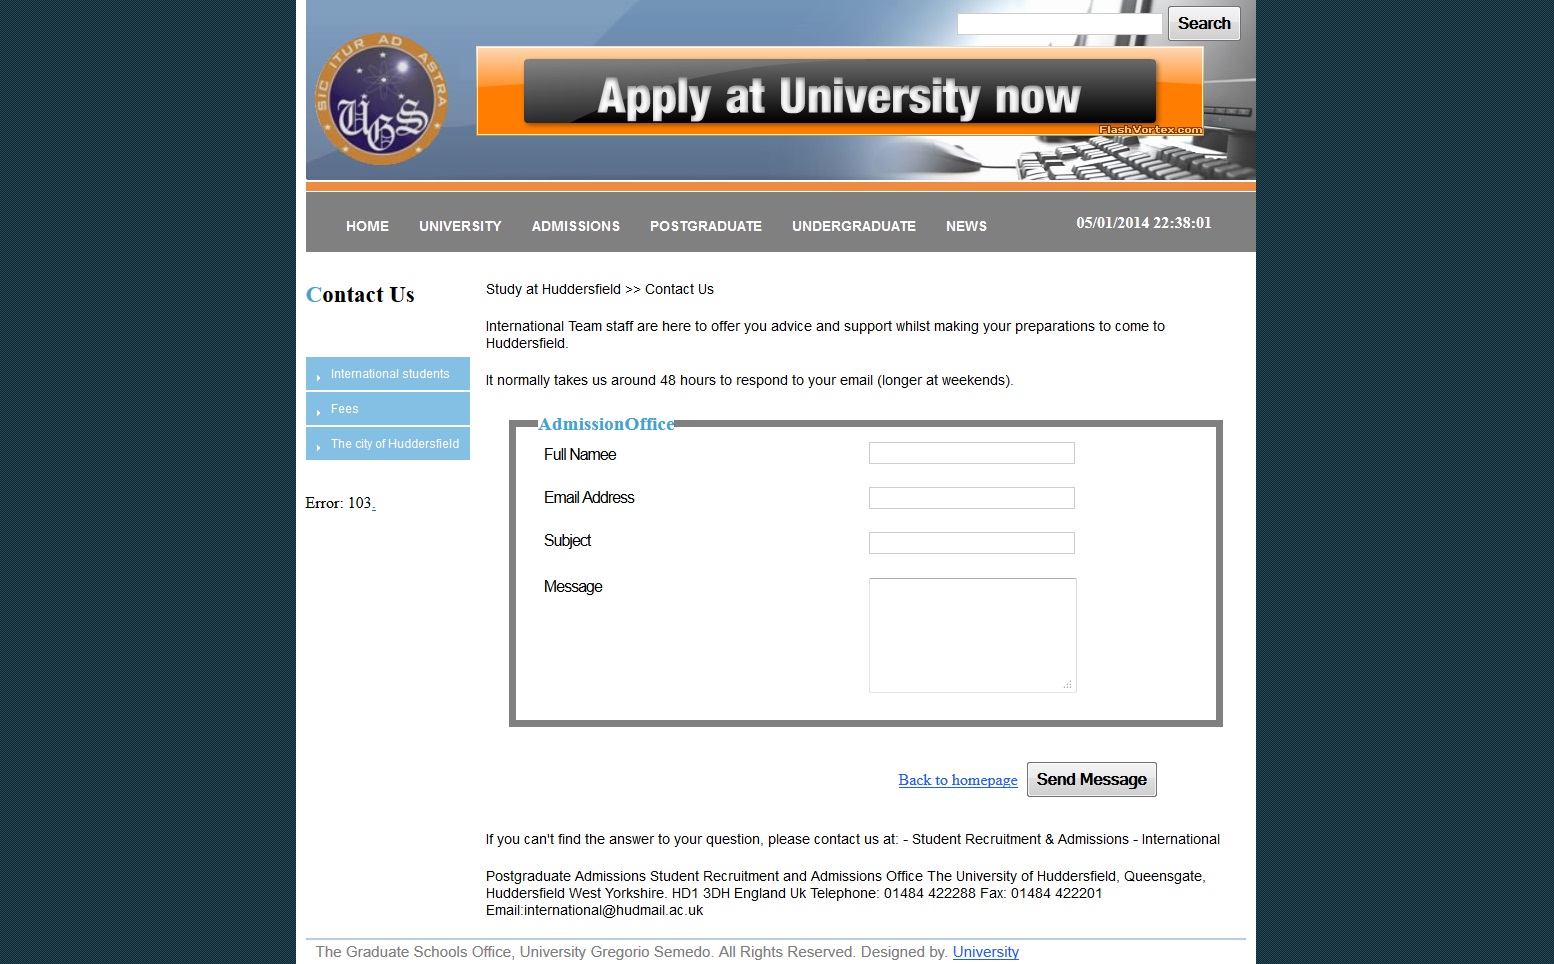 Search
SIC ITUR AD ASTRA
UGS
Apply at University now
FlashVortex.com
HOME UNIVERSITY ADMISSIONS POSTGRADUATE UNDERGRADUATE NEWS 05/01/2014 22:38:01
Contact Us
International students
Fees
The city of Huddersfield
Error: 103.
Study at Huddersfield >> Contact Us
International Team staff are here to offer you advice and support whilst making your preparations to come to
Huddersfield.
It normally takes us around 48 hours to respond to your email (longer at weekends).
AdmissionOffice
Full Namee
Email Address
Subject
Message
Back to homepage Send Message
If you can't find the answer to your question, please contact us at: - Student Recruitment & Admissions - International
Postgraduate Admissions Student Recruitment and Admissions Office The University of Huddersfield, Queensgate,
Huddersfield West Yorkshire. HD1 3DH England Uk Telephone: 01484 422288 Fax: 01484 422201
Email:international@hudmail.ac.uk
The Graduate Schools Office, University Gregorio Semedo. All Rights Reserved. Designed by. University